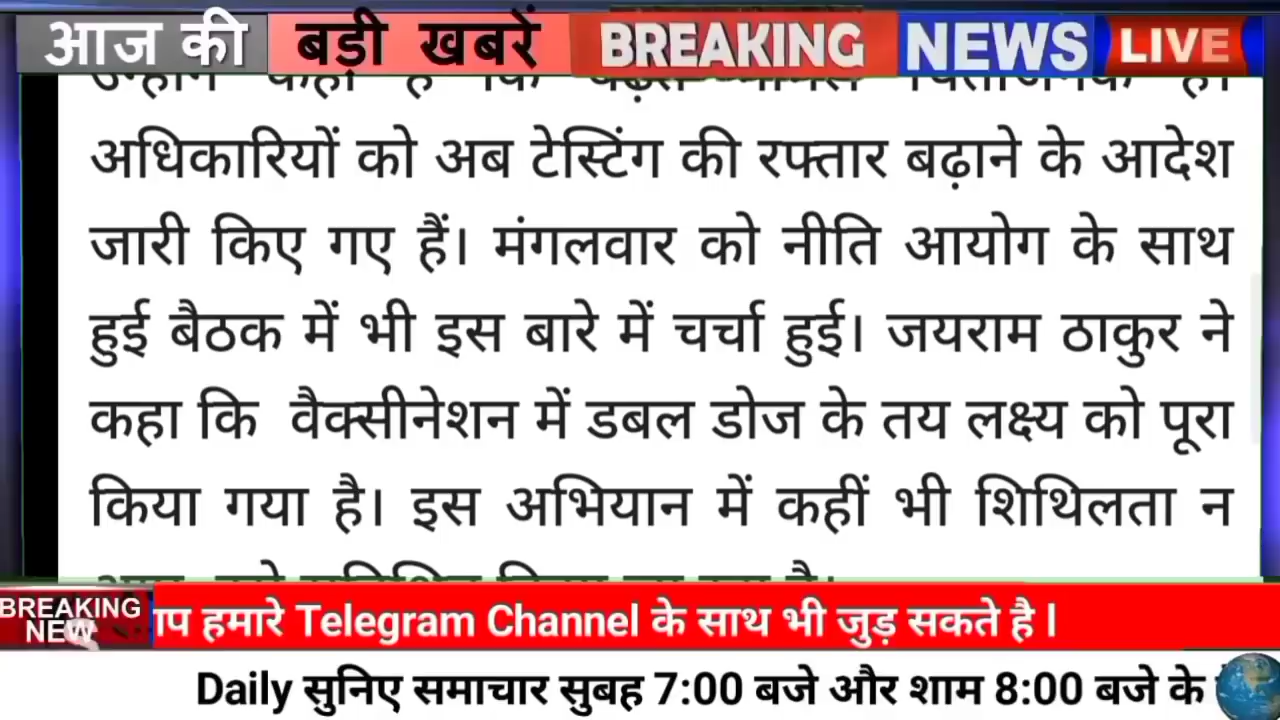 आज की बड़ी खबरें BREAKING NEWS LIVE
अधिकारियों को अब टेस्टिंग की रफ्तार बढ़ाने के आदेश
जारी किए गए हैं। मंगलवार को नीति आयोग के साथ
हुई बैठक में भी इस बारे में चर्चा हुई। जयराम ठाकुर ने
कहा कि वैक्सीनेशन में डबल डोज के तय लक्ष्य को पूरा
किया गया है। इस अभियान में कहीं भी शिथिलता न
BREAKING
NEW
हमारे Telegram Channel के साथ भी जुड़ सकते है l
Daily सुनिए समाचार सुबह 7:00 बजे और शाम 8:00 बजे के